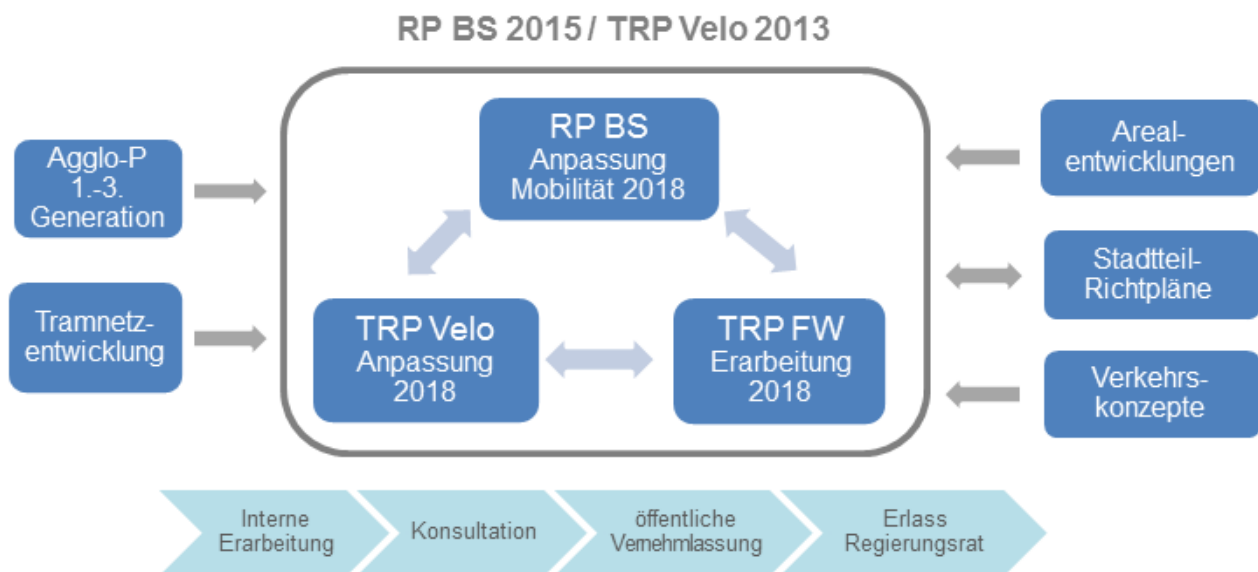 RP BS 2015 / TRP Velo 2013
Agglo-P
1.-3.
Generation
Tramnetz-
entwicklung
RP BS
Anpassung
Mobilität 2018
TRP Velo
Anpassung
2018
TRP FW
Erarbeitung
2018
Areal-
entwicklungen
Stadtteil-
Richtpläne
Verkehrs-
konzepte
Interne
Erarbeitung
Konsultation
öffentliche
Vernehmlassung
Erlass
Regierungsrat